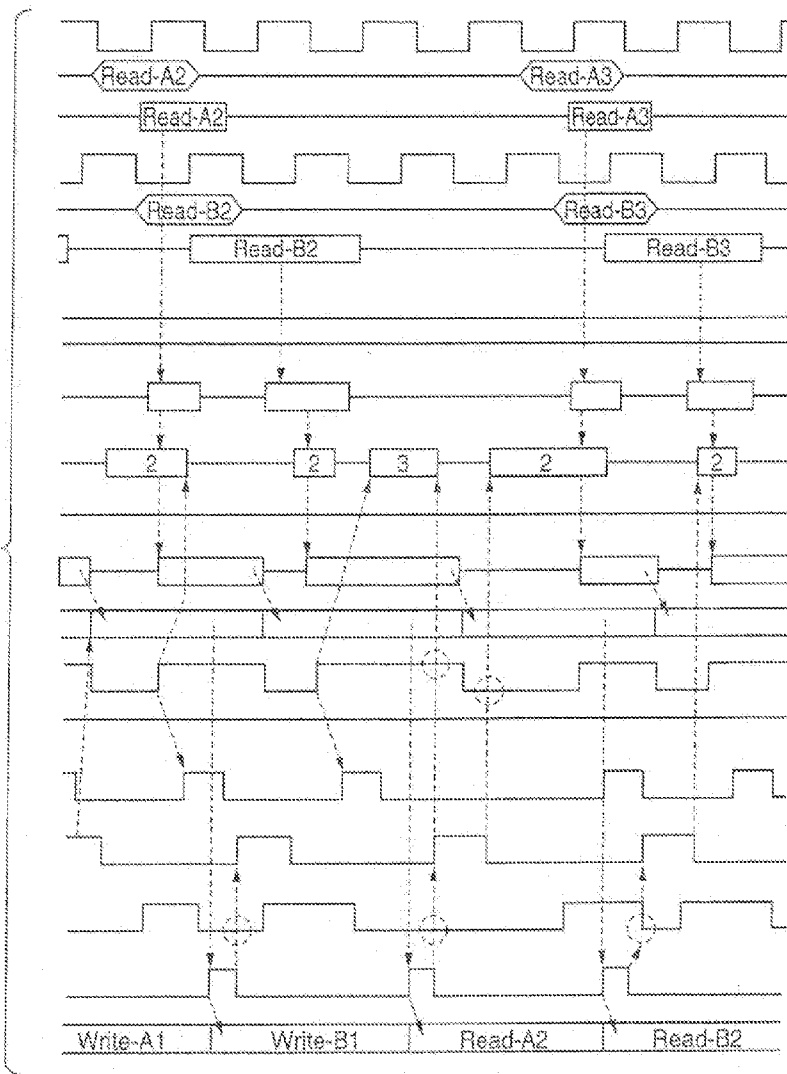 Read-A2 Read-A3
Read-A2 Read-A3
Read-B2 Read-B3
Read-B2 Read-B3
2 2 3 2 2
Write-A1 Write-B1 Read-A2 Read-B2